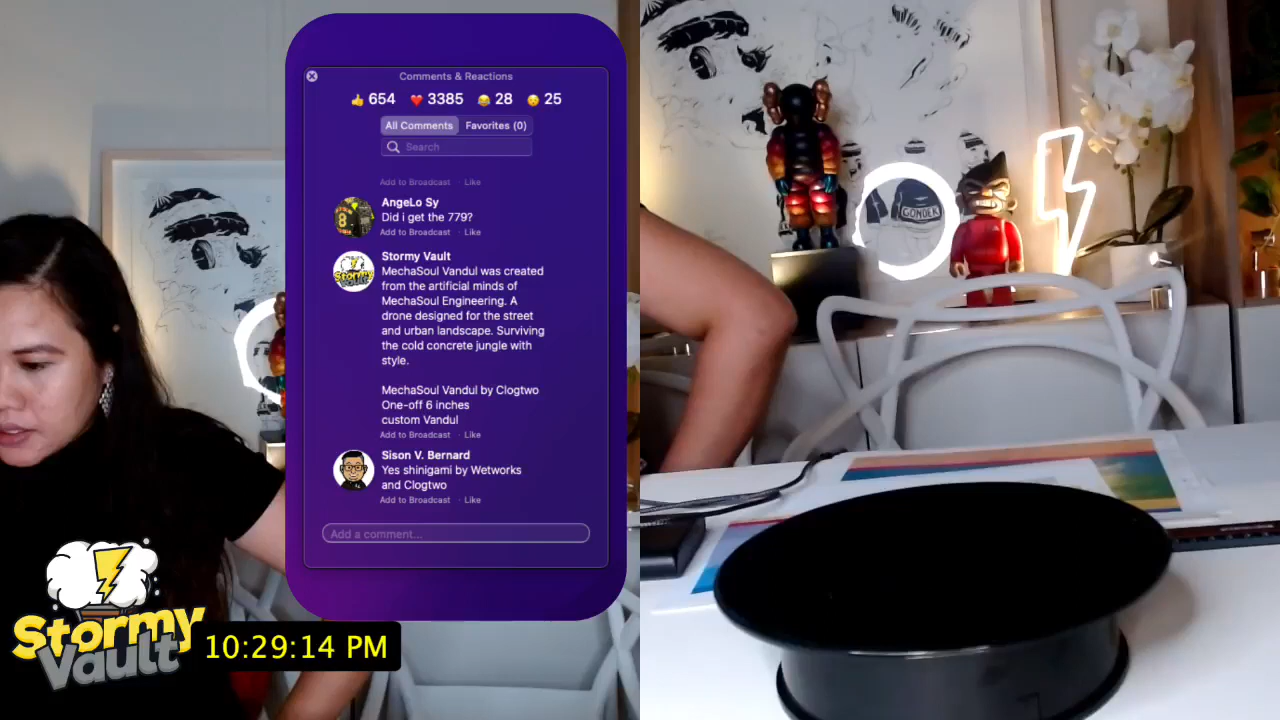 Comments & Reactions
👍 654 ❤️ 3385 😂 28 😯 25
All Comments Favorites (0)
Search
Add to Broadcast · Like
AngeLo Sy
Did i get the 779?
Add to Broadcast · Like
Stormy Vault
MechaSoul Vandul was created
from the artificial minds of
MechaSoul Engineering. A
drone designed for the street
and urban landscape. Surviving
the cold concrete jungle with
style.
MechaSoul Vandul by Clogtwo
One-off 6 inches
custom Vandul
Add to Broadcast · Like
Sison V. Bernard
Yes shinigami by Wetworks
and Clogtwo
Add to Broadcast · Like
Add a comment...
Stormy
Vault
10:29:14 PM
GONDEK